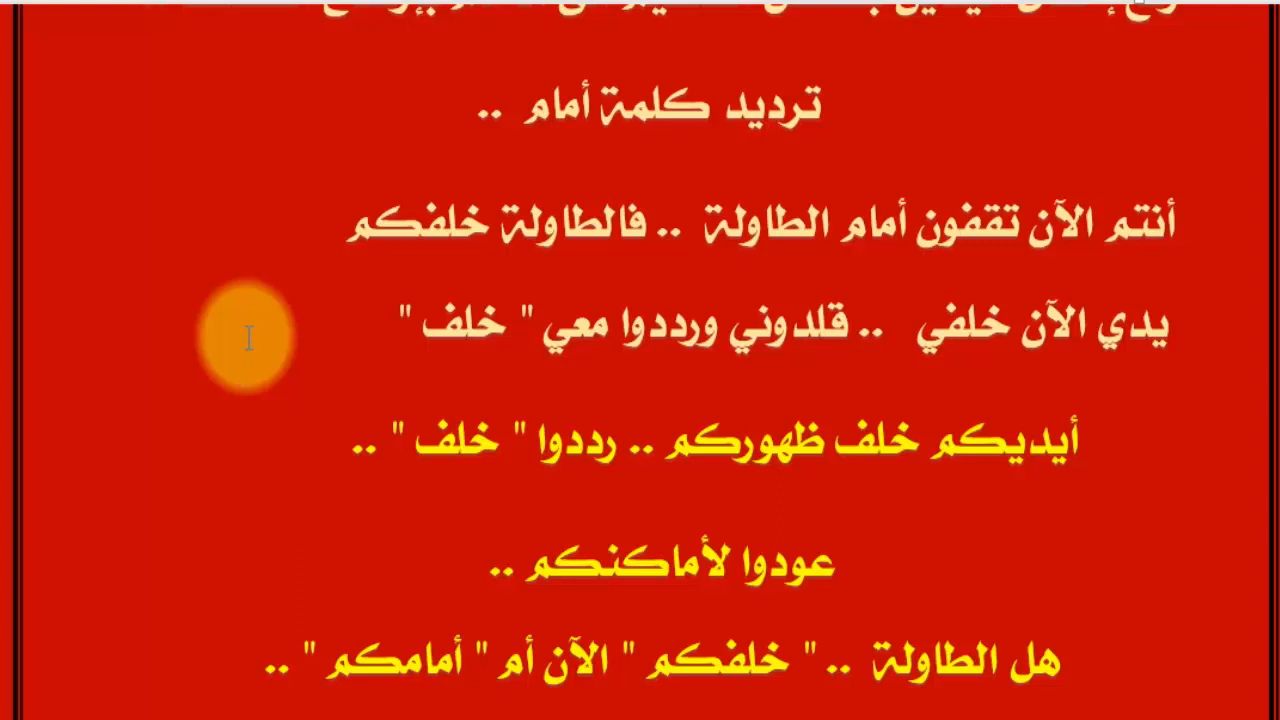 ترديد كلمة أمام ..
أنتم الآن تقفون أمام الطاولة .. فالطاولة خلفكم
يدي الآن خلفي .. قلدوني ورددوا معي " خلف "
أيديكم خلف ظهوركم .. رددوا " خلف " ..
عودوا لأماكنكم ..
هل الطاولة .. " خلفكم " الآن أم " أمامكم " ..